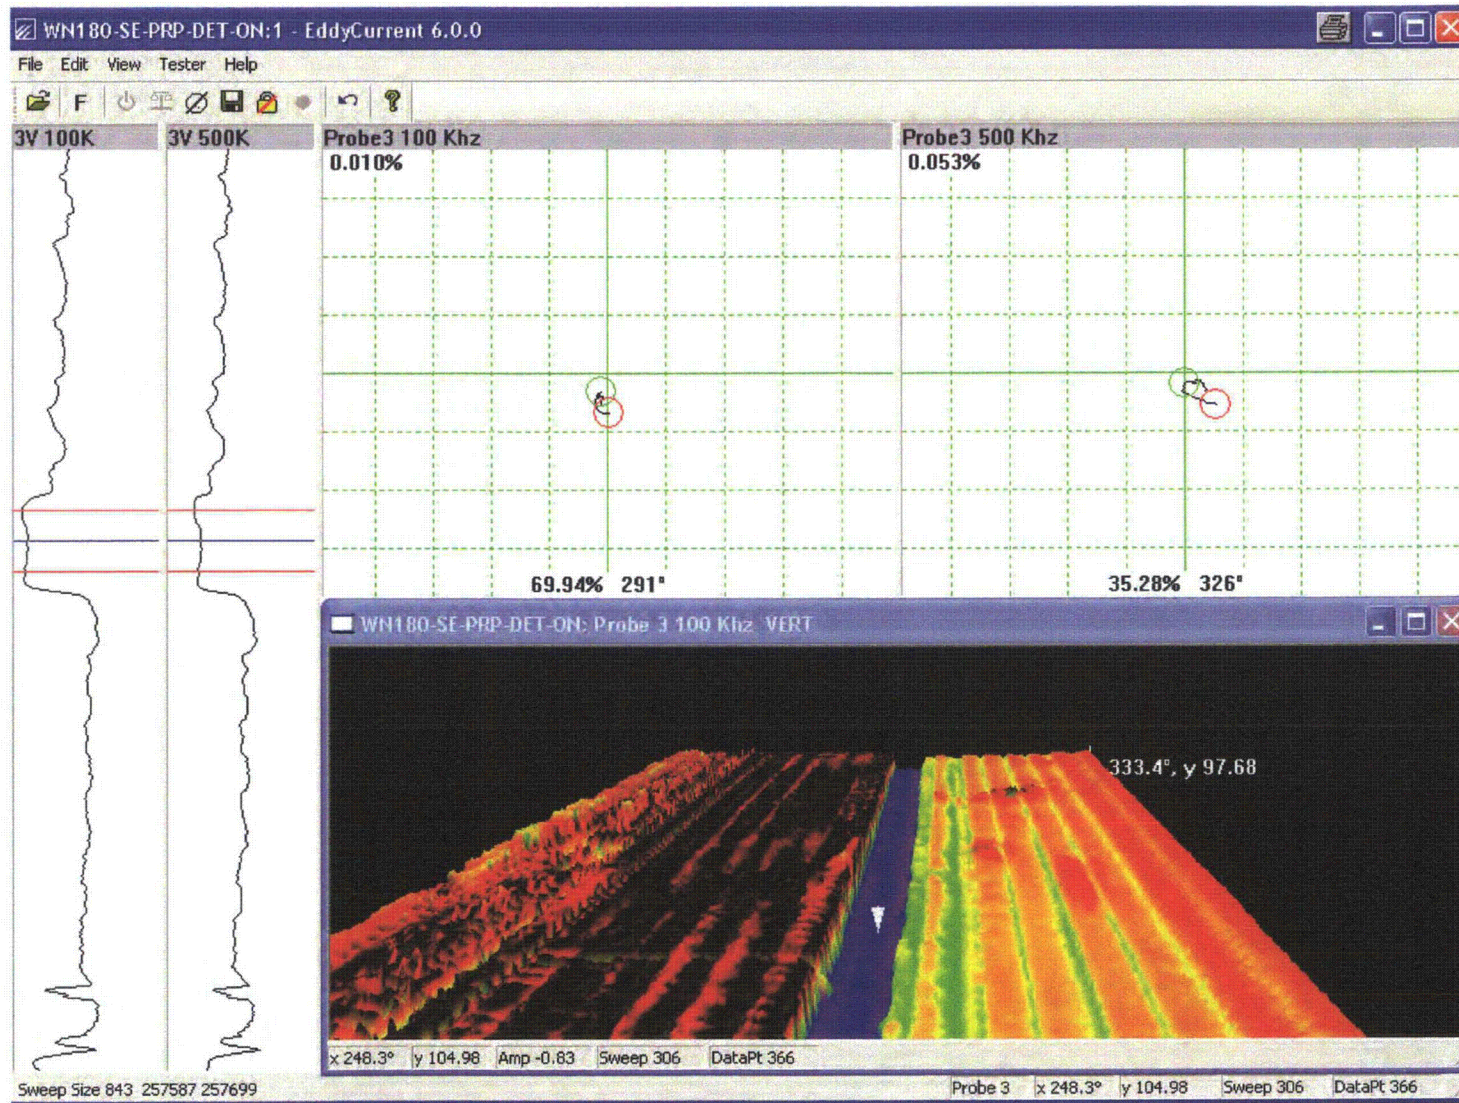 WN180-SE-PRP-DET-ON:1 - EddyCurrent 6.0.0
File Edit View Tester Help
F
3V 100K
3V 500K
Probe3 100 Khz
0.010%
69.94% 291°
Probe3 500 Khz
0.053%
35.28% 326°
WN180-SE-PRP-DET-ON: Probe 3 100 Khz VERT
333.4°, y 97.68
x 248.3° y 104.98 Amp -0.83 Sweep 306 DataPt 366
Sweep Size 843 257587 257699
Probe 3 x 248.3° y 104.98 Sweep 306 DataPt 366